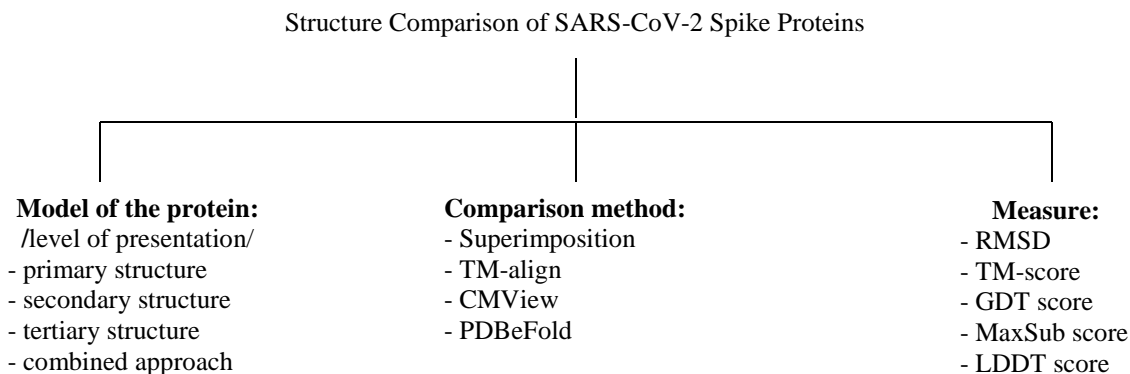 Structure Comparison of SARS-CoV-2 Spike Proteins
Model of the protein:
/level of presentation/
- primary structure
- secondary structure
- tertiary structure
- combined approach
Comparison method:
- Superimposition
- TM-align
- CMView
- PDBeFold
Measure:
- RMSD
- TM-score
- GDT score
- MaxSub score
- LDDT score